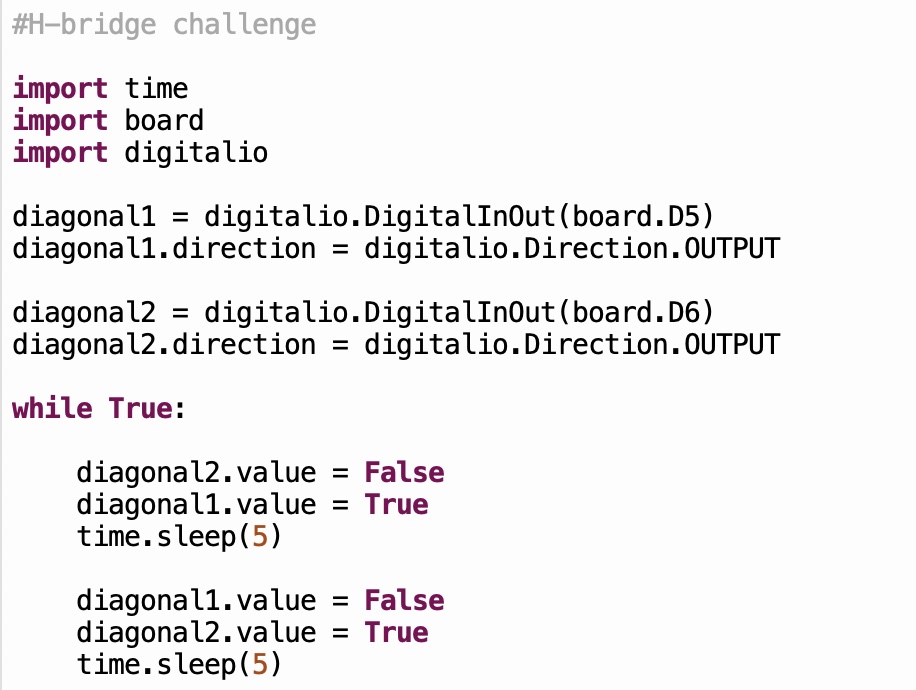 #H-bridge challenge
import time
import board
import digitalio
diagonal1 = digitalio.DigitalInOut(board.D5)
diagonal1.direction = digitalio.Direction.OUTPUT
diagonal2 = digitalio.DigitalInOut(board.D6)
diagonal2.direction = digitalio.Direction.OUTPUT
while True:
    diagonal2.value = False
    diagonal1.value = True
    time.sleep(5)
    diagonal1.value = False
    diagonal2.value = True
    time.sleep(5)